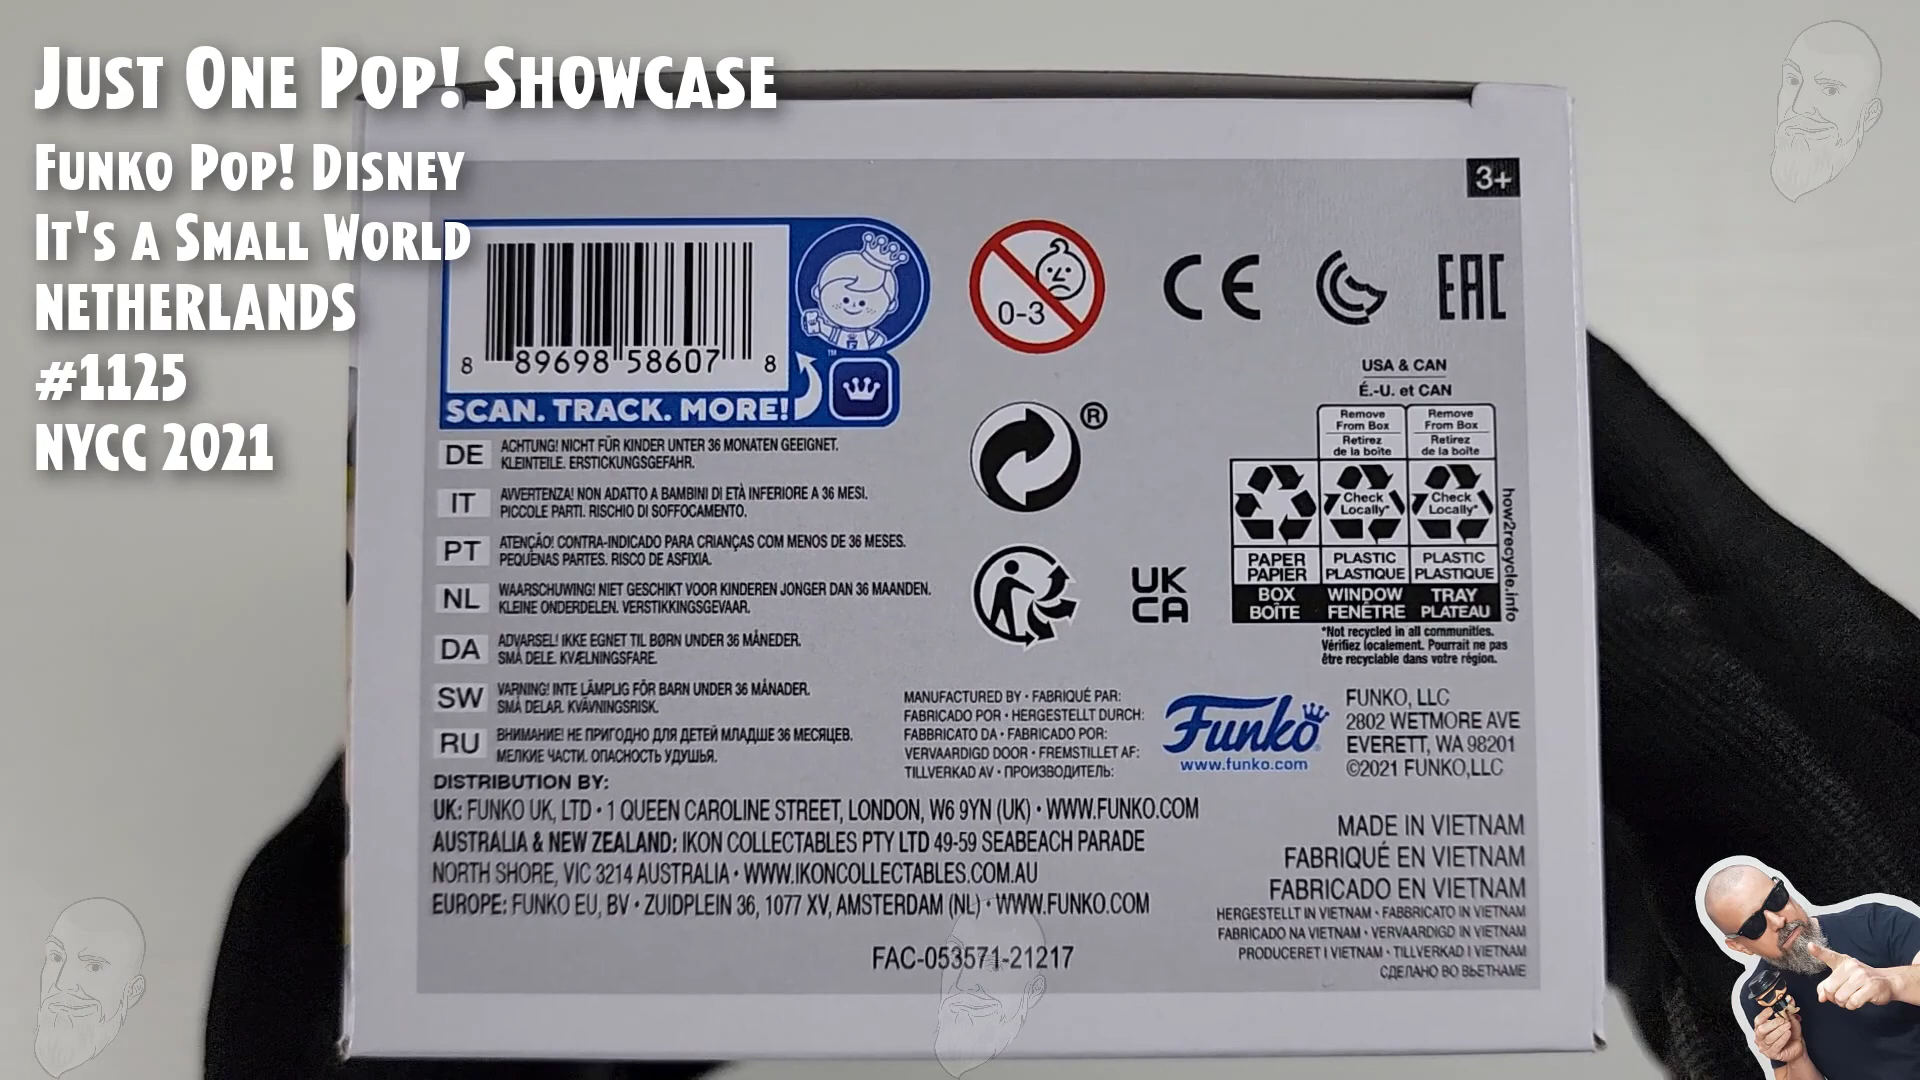 Just One Pop! Showcase
Funko Pop! Disney
It's a Small World
NETHERLANDS
#1125
NYCC 2021
3+
8 89698 58607 8
SCAN. TRACK. MORE!
TM
0-3
CE
EAC
®
USA & CAN
É.-U. et CAN
Remove From Box
Retirez de la boîte
Remove From Box
Retirez de la boîte
Check Locally*
Check Locally*
PAPER PAPIER
PLASTIC PLASTIQUE
PLASTIC PLASTIQUE
BOX BOÎTE
WINDOW FENÊTRE
TRAY PLATEAU
how2recycle.info
*Not recycled in all communities.
Vérifiez localement. Pourrait ne pas
être recyclable dans votre région.
UK
CA
DE ACHTUNG! NICHT FÜR KINDER UNTER 36 MONATEN GEEIGNET.
KLEINTEILE. ERSTICKUNGSGEFAHR.
IT AVVERTENZA! NON ADATTO A BAMBINI DI ETÀ INFERIORE A 36 MESI.
PICCOLE PARTI. RISCHIO DI SOFFOCAMENTO.
PT ATENÇÃO! CONTRA-INDICADO PARA CRIANÇAS COM MENOS DE 36 MESES.
PEQUENAS PARTES. RISCO DE ASFIXIA.
NL WAARSCHUWING! NIET GESCHIKT VOOR KINDEREN JONGER DAN 36 MAANDEN.
KLEINE ONDERDELEN. VERSTIKKINGSGEVAAR.
DA ADVARSEL! IKKE EGNET TIL BØRN UNDER 36 MÅNEDER.
SMÅ DELE. KVÆLNINGSFARE.
SW VARNING! INTE LÄMPLIG FÖR BARN UNDER 36 MÅNADER.
SMÅ DELAR. KVÄVNINGSRISK.
RU ВНИМАНИЕ! НЕ ПРИГОДНО ДЛЯ ДЕТЕЙ МЛАДШЕ 36 МЕСЯЦЕВ.
МЕЛКИЕ ЧАСТИ. ОПАСНОСТЬ УДУШЬЯ.
MANUFACTURED BY • FABRIQUÉ PAR:
FABRICADO POR • HERGESTELLT DURCH:
FABBRICATO DA • FABRICADO POR:
VERVAARDIGD DOOR • FREMSTILLET AF:
TILLVERKAD AV • ПРОИЗВОДИТЕЛЬ:
Funko
www.funko.com
FUNKO, LLC
2802 WETMORE AVE
EVERETT, WA 98201
©2021 FUNKO,LLC
DISTRIBUTION BY:
UK: FUNKO UK, LTD • 1 QUEEN CAROLINE STREET, LONDON, W6 9YN (UK) • WWW.FUNKO.COM
AUSTRALIA & NEW ZEALAND: IKON COLLECTABLES PTY LTD 49-59 SEABEACH PARADE
NORTH SHORE, VIC 3214 AUSTRALIA • WWW.IKONCOLLECTABLES.COM.AU
EUROPE: FUNKO EU, BV • ZUIDPLEIN 36, 1077 XV, AMSTERDAM (NL) • WWW.FUNKO.COM
FAC-053571-21217
MADE IN VIETNAM
FABRIQUÉ EN VIETNAM
FABRICADO EN VIETNAM
HERGESTELLT IN VIETNAM • FABBRICATO IN VIETNAM
FABRICADO NA VIETNAM • VERVAARDIGD IN VIETNAM
PRODUCERET I VIETNAM • TILLVERKAD I VIETNAM
СДЕЛАНО ВО ВЬЕТНАМЕ